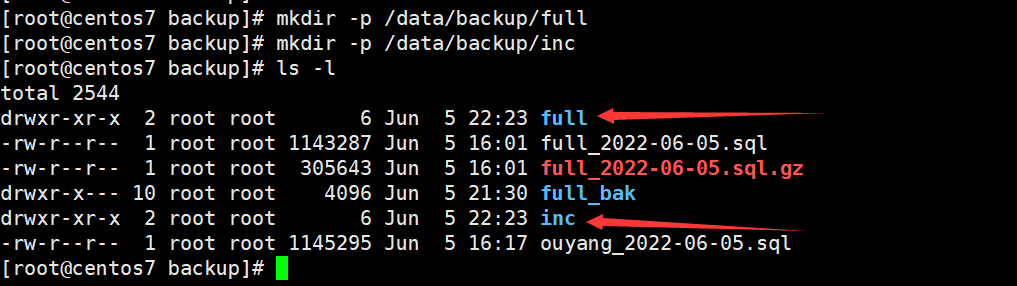 [root@centos7 backup]# mkdir -p /data/backup/full
[root@centos7 backup]# mkdir -p /data/backup/inc
[root@centos7 backup]# ls -l
total 2544
drwxr-xr-x  2 root root       6 Jun  5 22:23 full
-rw-r--r--  1 root root 1143287 Jun  5 16:01 full_2022-06-05.sql
-rw-r--r--  1 root root  305643 Jun  5 16:01 full_2022-06-05.sql.gz
drwxr-x--- 10 root root    4096 Jun  5 21:30 full_bak
drwxr-xr-x  2 root root       6 Jun  5 22:23 inc
-rw-r--r--  1 root root 1145295 Jun  5 16:17 ouyang_2022-06-05.sql
[root@centos7 backup]#